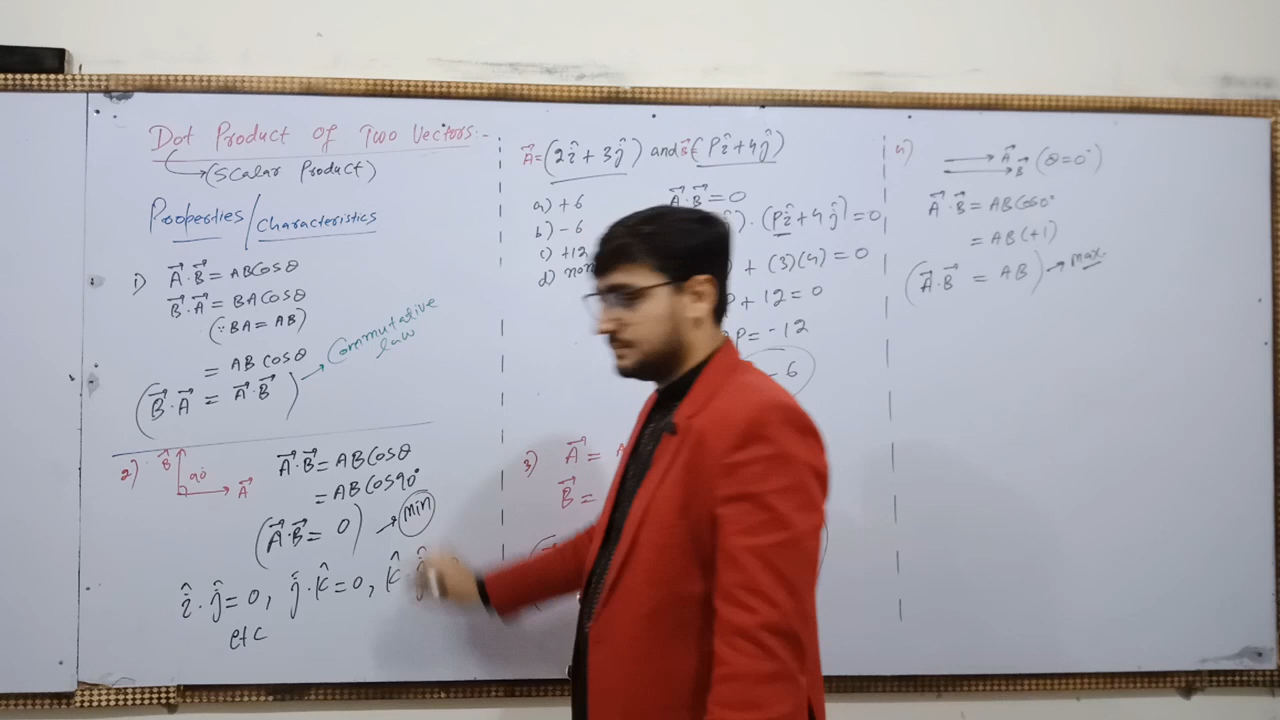 Dot Product of Two Vectors:-
(Scalar Product)
Properties / Characteristics
1) A⃗·B⃗ = ABCosθ
B⃗·A⃗ = BACosθ
(∵BA = AB)
= ABCosθ
(B⃗·A⃗ = A⃗·B⃗) → Commutative law
2) B⃗ 90° A⃗
A⃗·B⃗ = ABCosθ
= ABCos90°
(A⃗·B⃗ = 0) → min
î·ĵ = 0, ĵ·k̂ = 0, k̂·
etc
A⃗ = (2î + 3ĵ) and B⃗ = (Pî + 4ĵ)
a) +6
b) -6
c) +12
d) non
A⃗·B⃗ = 0
)·(Pî + 4ĵ) = 0
+ (3)(4) = 0
P + 12 = 0
P = -12
-6
3) A⃗ =
B⃗ =
4) A⃗ B⃗ (θ=0°)
A⃗·B⃗ = ABCos0°
= AB(+1)
(A⃗·B⃗ = AB) → max